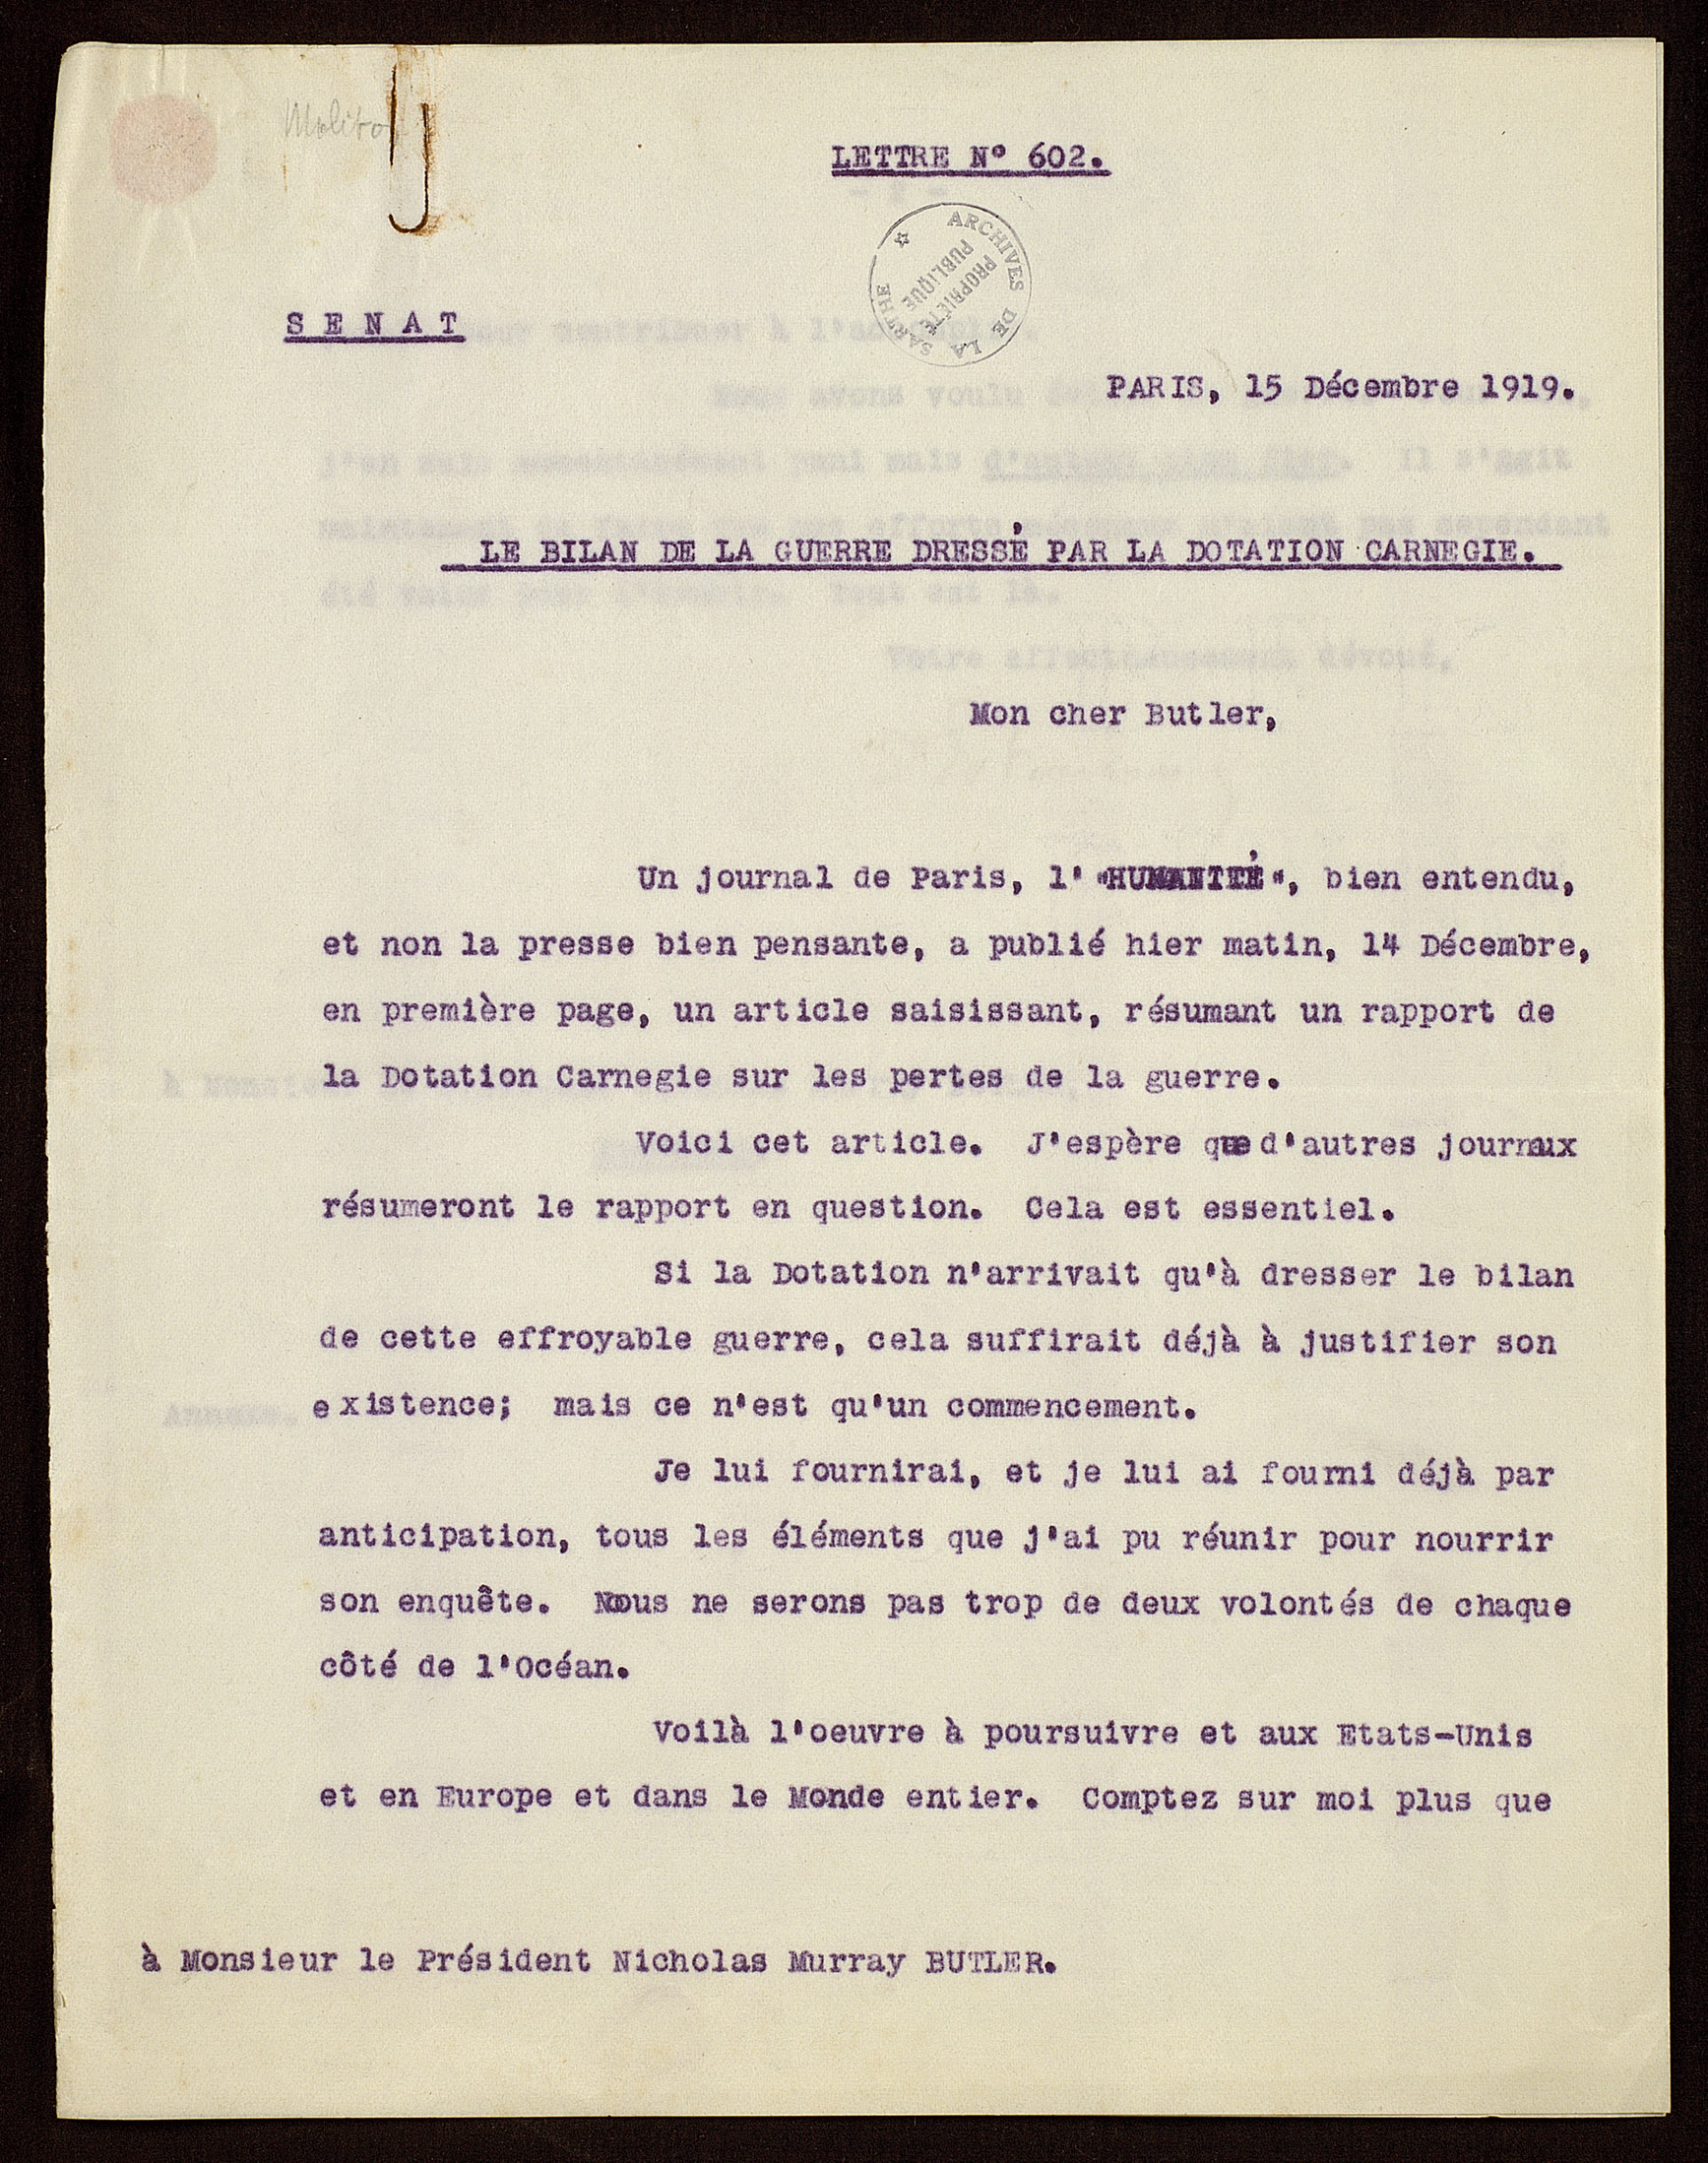 Molito
LETTRE N° 602.
ARCHIVES DE LA SARTHE
PROPRIÉTÉ
PUBLIQUE
SENAT
PARIS, 15 Décembre 1919.
LE BILAN DE LA GUERRE DRESSÉ PAR LA DOTATION CARNEGIE.
Mon cher Butler,
Un journal de Paris, l'"HUMANITÉ", bien entendu,
et non la presse bien pensante, a publié hier matin, 14 Décembre,
en première page, un article saisissant, résumant un rapport de
la Dotation Carnegie sur les pertes de la guerre.
Voici cet article. J'espère que d'autres journaux
résumeront le rapport en question. Cela est essentiel.
Si la Dotation n'arrivait qu'à dresser le bilan
de cette effroyable guerre, cela suffirait déjà à justifier son
existence; mais ce n'est qu'un commencement.
Je lui fournirai, et je lui ai fourni déjà par
anticipation, tous les éléments que j'ai pu réunir pour nourrir
son enquête. Nous ne serons pas trop de deux volontés de chaque
côté de l'Océan.
Voilà l'oeuvre à poursuivre et aux Etats-Unis
et en Europe et dans le Monde entier. Comptez sur moi plus que
à Monsieur le Président Nicholas Murray BUTLER.